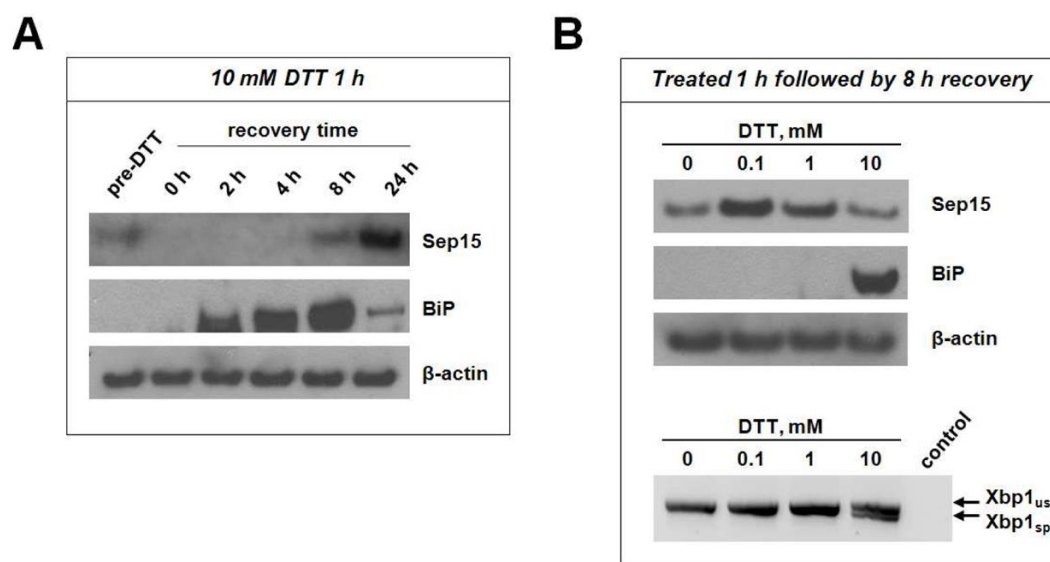 A
10 mM DTT 1 h
recovery time
pre-DTT 0 h 2 h 4 h 8 h 24 h
Sep15
BiP
β-actin
B
Treated 1 h followed by 8 h recovery
DTT, mM
0 0.1 1 10
Sep15
BiP
β-actin
DTT, mM
0 0.1 1 10 control
Xbp1us
Xbp1sp